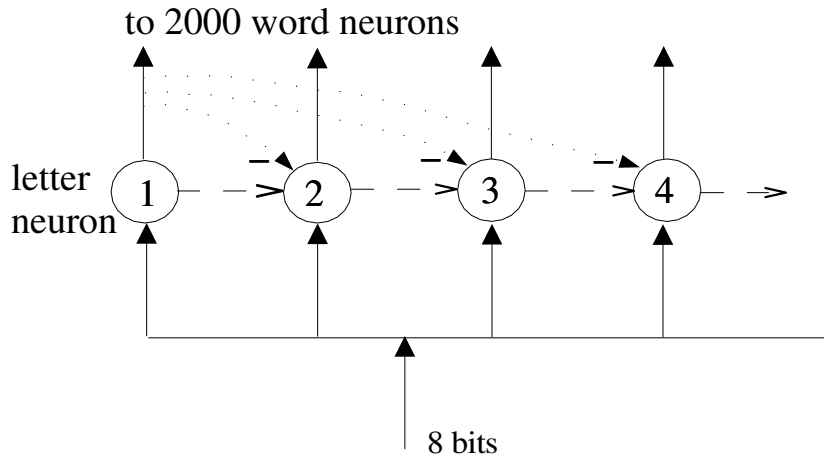 to 2000 word neurons
letter
neuron
1 2 3 4
– – –
8 bits